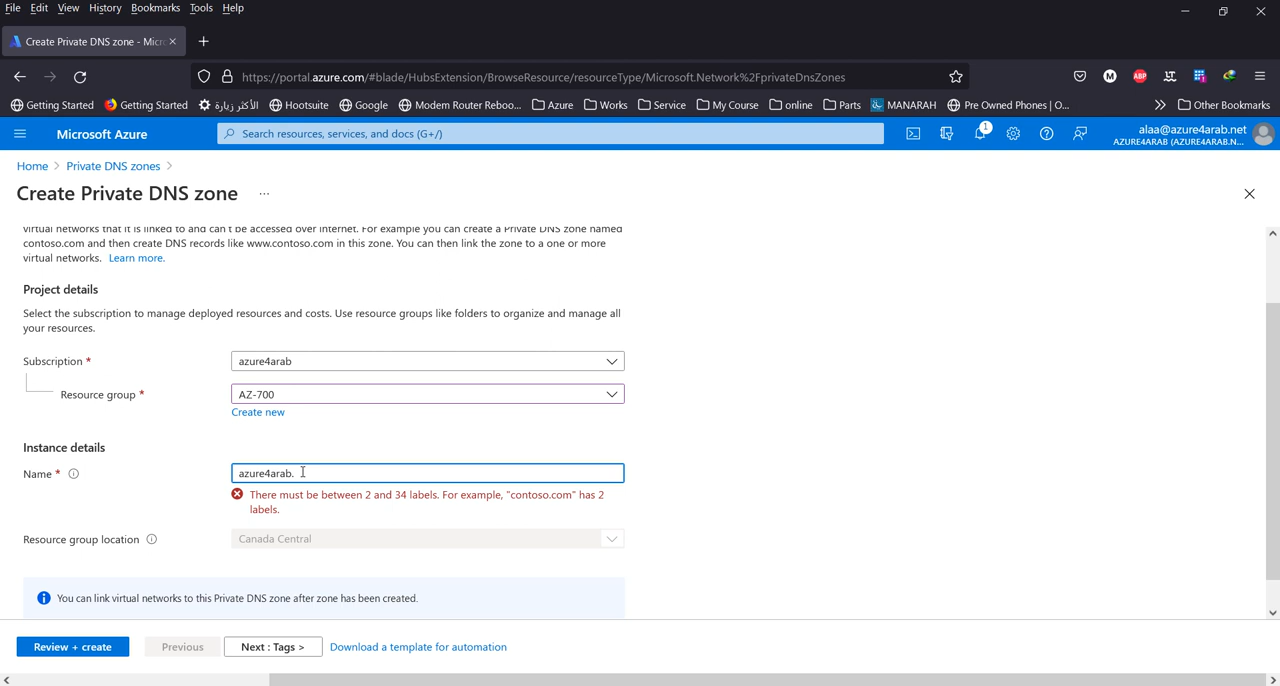 File Edit View History Bookmarks Tools Help
Create Private DNS zone - Micr
https://portal.azure.com/#blade/HubsExtension/BrowseResource/resourceType/Microsoft.Network%2FprivateDnsZones
Getting Started Getting Started الأكثر زيارة Hootsuite Google Modem Router Reboo... Azure Works Service My Course online Parts MANARAH Pre Owned Phones | O... Other Bookmarks
Microsoft Azure Search resources, services, and docs (G+/) 1 alaa@azure4arab.net
AZURE4ARAB (AZURE4ARAB.N...
Home > Private DNS zones >
Create Private DNS zone ...
virtual networks that it is linked to and can't be accessed over internet. For example you can create a Private DNS zone named
contoso.com and then create DNS records like www.contoso.com in this zone. You can then link the zone to a one or more
virtual networks. Learn more.
Project details
Select the subscription to manage deployed resources and costs. Use resource groups like folders to organize and manage all
your resources.
Subscription * azure4arab
Resource group * AZ-700
Create new
Instance details
Name * azure4arab.
There must be between 2 and 34 labels. For example, "contoso.com" has 2
labels.
Resource group location Canada Central
You can link virtual networks to this Private DNS zone after zone has been created.
Review + create Previous Next : Tags > Download a template for automation